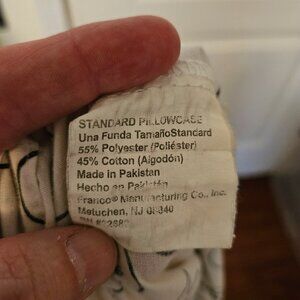 STANDARD PILLOWCASE
Una Funda TamañoStandard
55% Polyester (Poliéster)
45% Cotton (Algodón)
Made in Pakistan
Hecho en Pakistán
Franco® Manufacturing Co., Inc.
Metuchen, NJ 08840